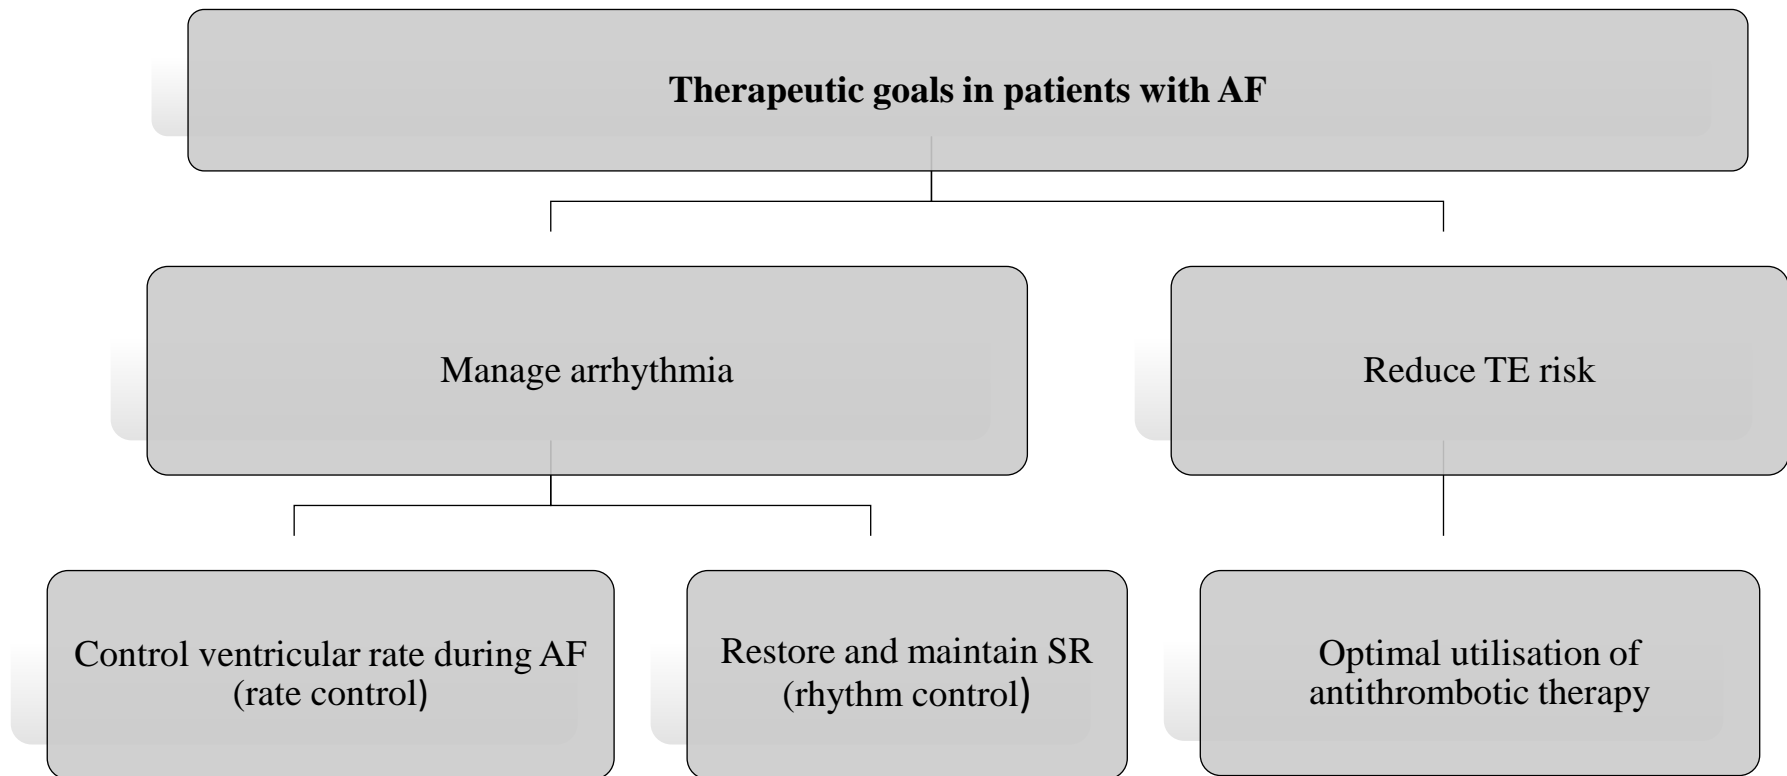 Therapeutic goals in patients with AF
Manage arrhythmia
Reduce TE risk
Control ventricular rate during AF
(rate control)
Restore and maintain SR
(rhythm control)
Optimal utilisation of
antithrombotic therapy